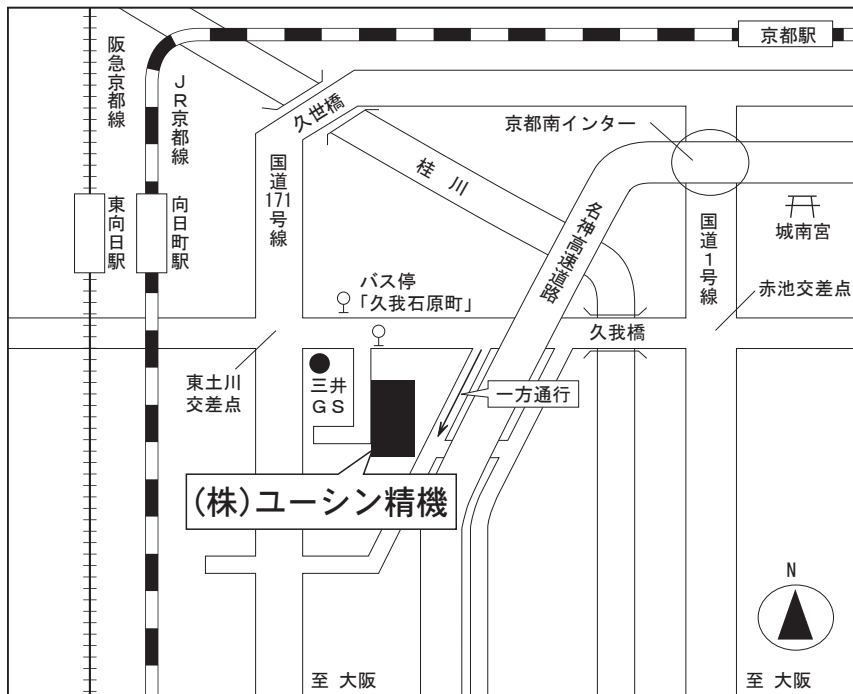 京都駅
阪急京都線
JR京都線
久世橋
京都南インター
国道171号線
桂川
名神高速道路
東向日駅
向日町駅
国道1号線
城南宮
バス停
「久我石原町」
赤池交差点
久我橋
東土川
交差点
三井
GS
一方通行
(株)ユーシン精機
N
至 大阪
至 大阪